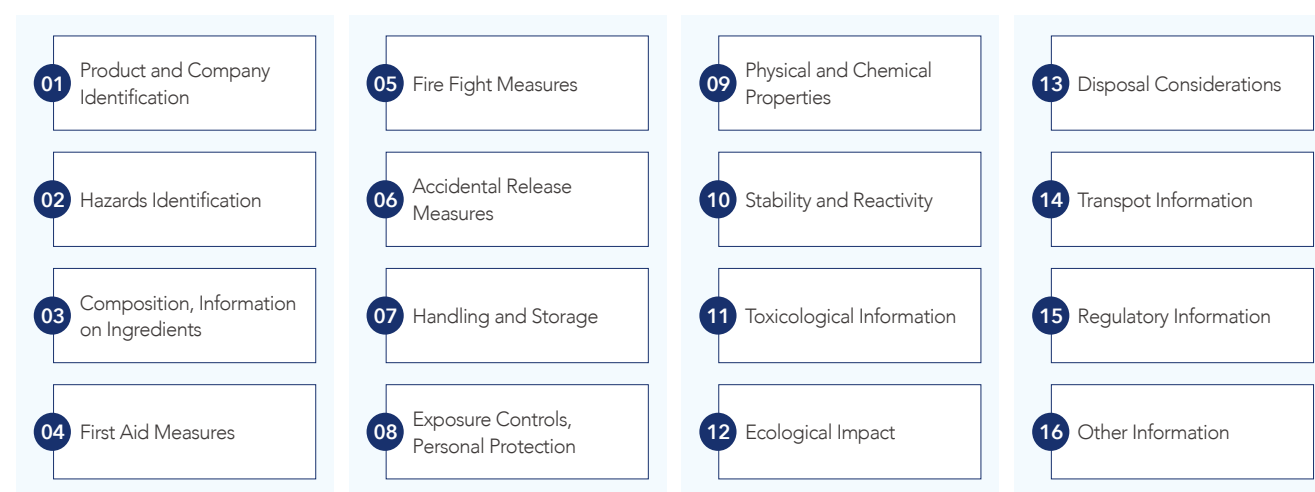 01
Product and Company
Identification
02
Hazards Identification
03
Composition, Information
on Ingredients
04
First Aid Measures
05
Fire Fight Measures
06
Accidental Release
Measures
07
Handling and Storage
08
Exposure Controls,
Personal Protection
09
Physical and Chemical
Properties
10
Stability and Reactivity
11
Toxicological Information
12
Ecological Impact
13
Disposal Considerations
14
Transpot Information
15
Regulatory Information
16
Other Information